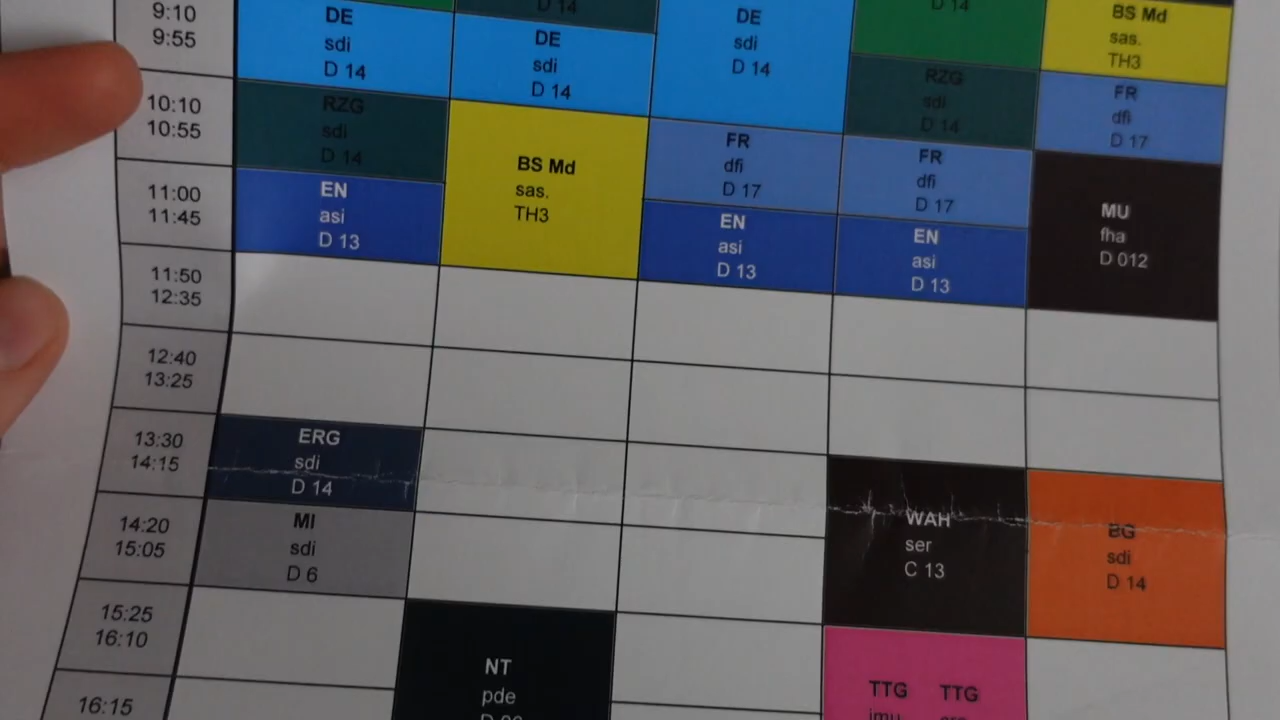 9:10
9:55
DE
sdi
D 14
D 14
DE
sdi
D 14
DE
sdi
D 14
D 14
BS Md
sas.
TH3
10:10
10:55
RZG
sdi
D 14
BS Md
sas.
TH3
FR
dfi
D 17
RZG
sdi
D 14
FR
dfi
D 17
FR
dfi
D 17
11:00
11:45
EN
asi
D 13
EN
asi
D 13
EN
asi
D 13
MU
fha
D 012
11:50
12:35
12:40
13:25
13:30
14:15
ERG
sdi
D 14
14:20
15:05
MI
sdi
D 6
WAH
ser
C 13
BG
sdi
D 14
15:25
16:10
NT
pde
TTG TTG
16:15